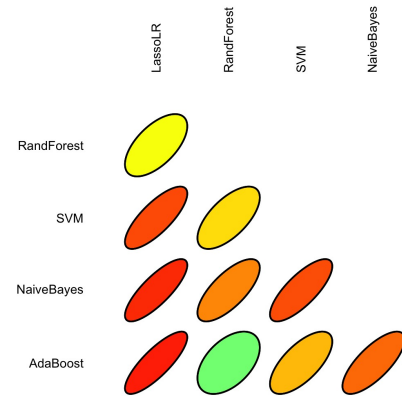 LassoLR
RandForest
SVM
NaiveBayes
RandForest
SVM
NaiveBayes
AdaBoost